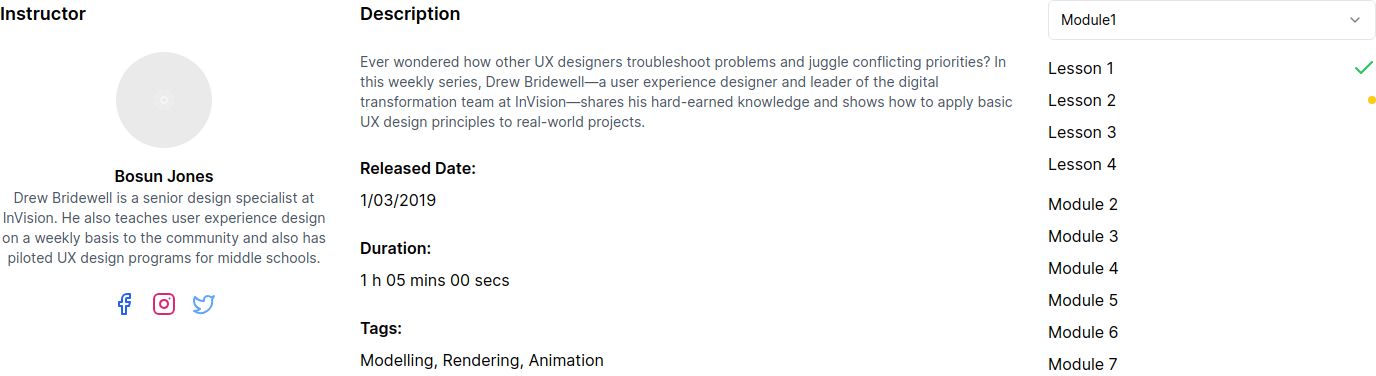 Instructor
Bosun Jones
Drew Bridewell is a senior design specialist at
InVision. He also teaches user experience design
on a weekly basis to the community and also has
piloted UX design programs for middle schools.
Description
Ever wondered how other UX designers troubleshoot problems and juggle conflicting priorities? In
this weekly series, Drew Bridewell—a user experience designer and leader of the digital
transformation team at InVision—shares his hard-earned knowledge and shows how to apply basic
UX design principles to real-world projects.
Released Date:
1/03/2019
Duration:
1 h 05 mins 00 secs
Tags:
Modelling, Rendering, Animation
Module1
Lesson 1
Lesson 2
Lesson 3
Lesson 4
Module 2
Module 3
Module 4
Module 5
Module 6
Module 7